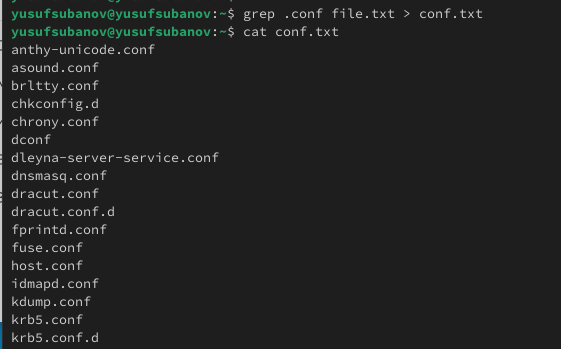 yusufsubanov@yusufsubanov:~$ grep .conf file.txt > conf.txt
yusufsubanov@yusufsubanov:~$ cat conf.txt
anthy-unicode.conf
asound.conf
brltty.conf
chkconfig.d
chrony.conf
dconf
dleyna-server-service.conf
dnsmasq.conf
dracut.conf
dracut.conf.d
fprintd.conf
fuse.conf
host.conf
idmapd.conf
kdump.conf
krb5.conf
krb5.conf.d